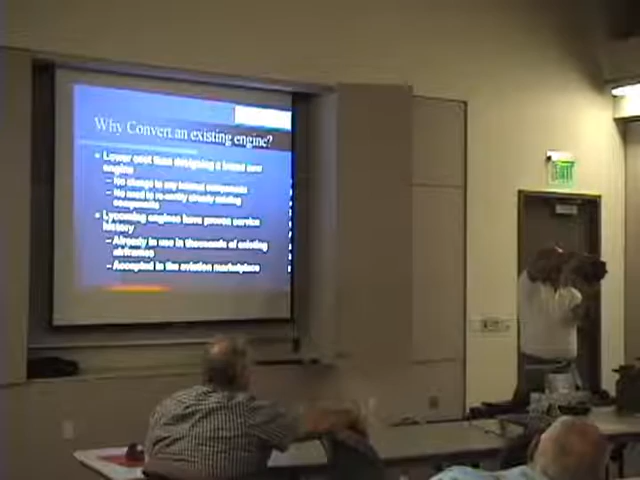 Why Convert an existing engine?
Lower cost than designing a brand new
engine
– No change to any internal components
– No need to re-certify already existing
components
Lycoming engines have proven service
history
– Already in use in thousands of existing
airframes
– Accepted in the aviation marketplace
EXIT